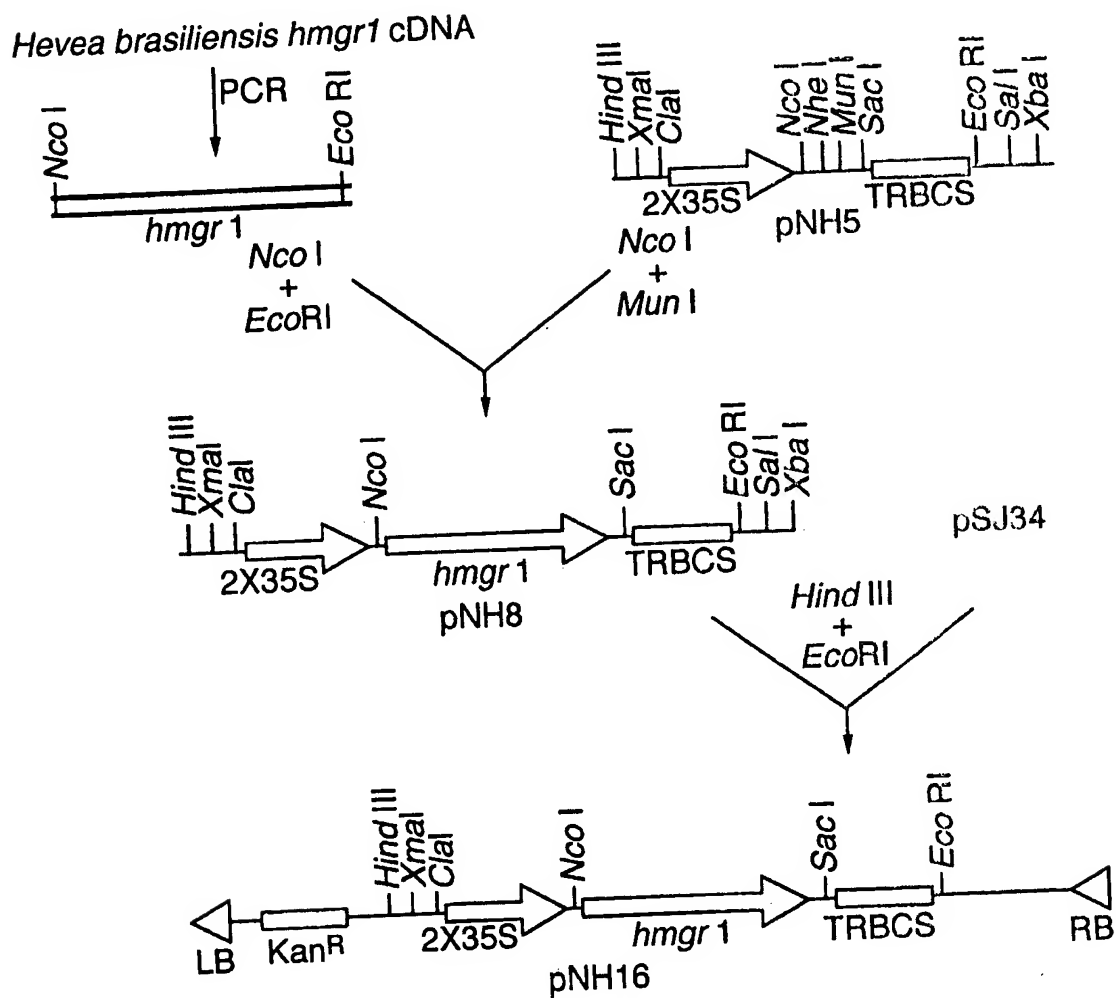 Hevea brasiliensis hmgr1 cDNA
PCR
Nco I
Eco RI
hmgr 1
Nco I
+
EcoRI
Hind III
XmaI
ClaI
Nco I
Nhe I
Mun I
Sac I
Eco RI
Sal I
Xba I
2X35S
TRBCS
pNH5
Nco I
+
Mun I
Hind III
XmaI
ClaI
Nco I
Sac I
Eco RI
Sal I
Xba I
2X35S
hmgr 1
TRBCS
pNH8
pSJ34
Hind III
+
EcoRI
Hind III
XmaI
ClaI
Nco I
Sac I
Eco RI
LB
KanR
2X35S
hmgr 1
TRBCS
RB
pNH16